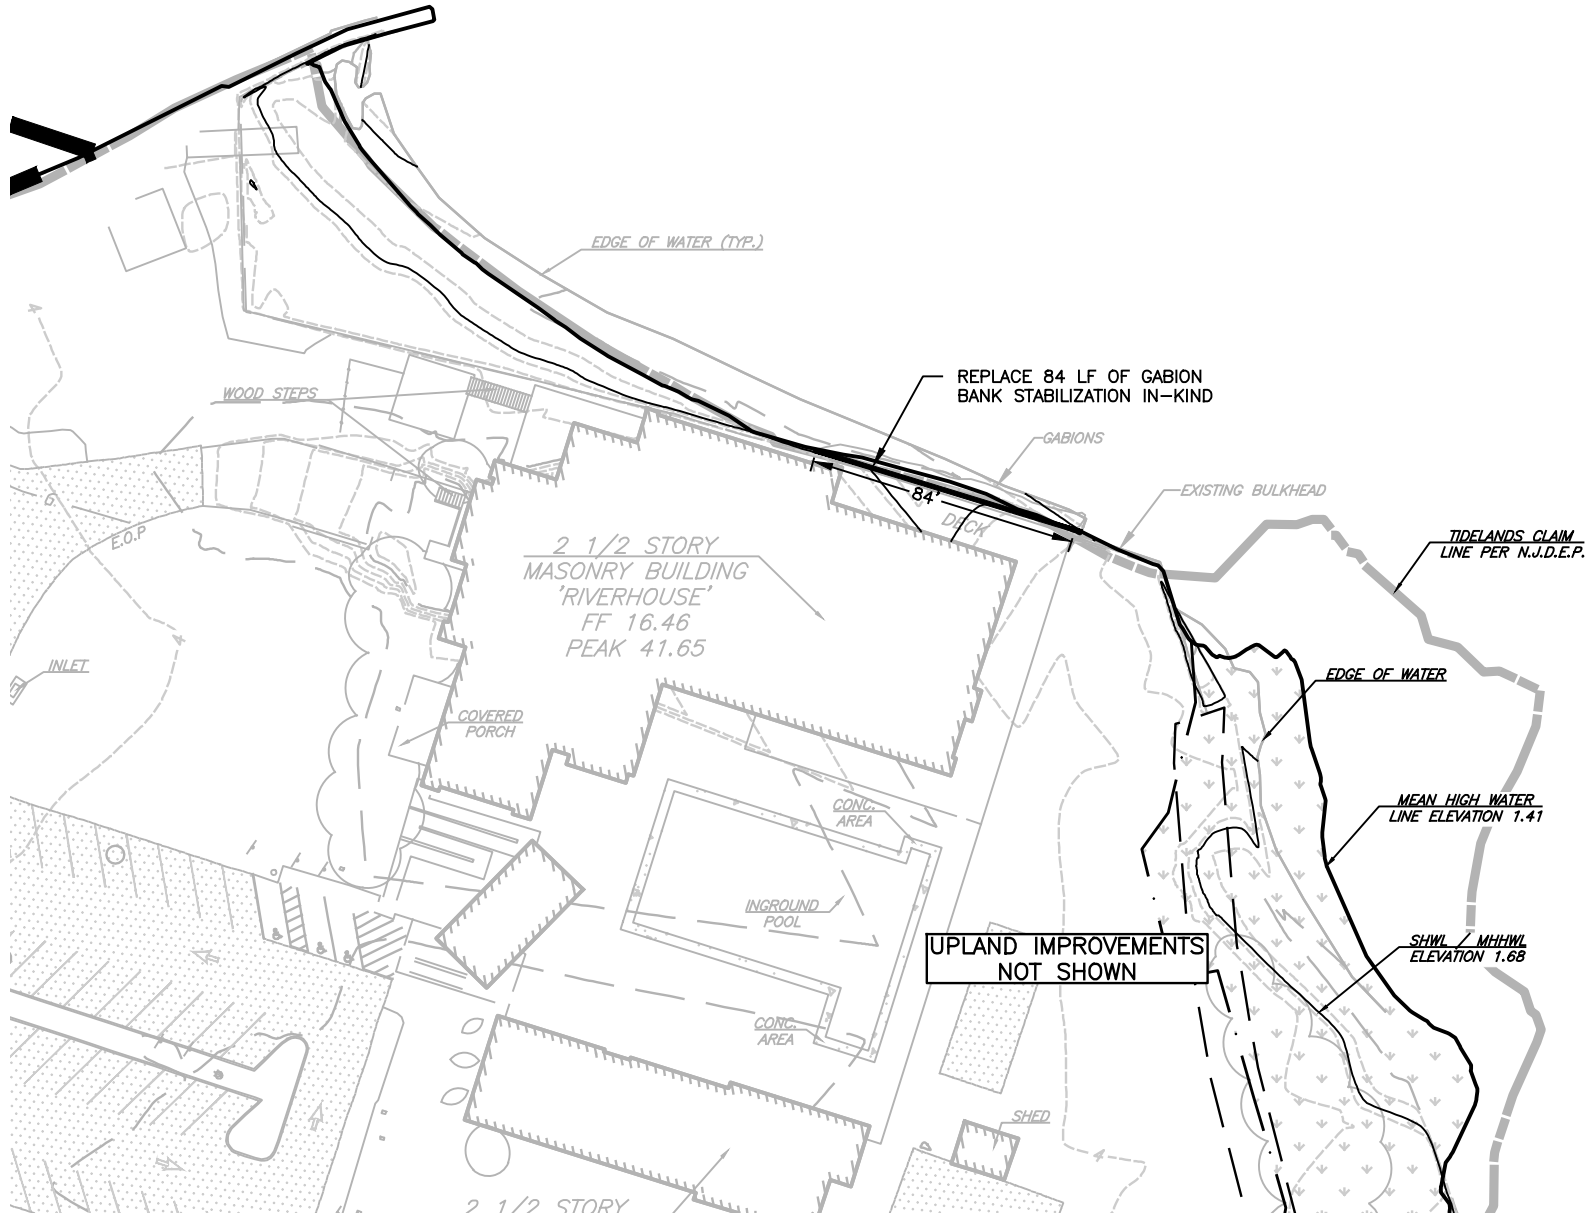 EDGE OF WATER (TYP.)
4
WOOD STEPS
REPLACE 84 LF OF GABION
BANK STABILIZATION IN-KIND
GABIONS
84'
EXISTING BULKHEAD
G
E.O.P
DECK
TIDELANDS CLAIM
LINE PER N.J.D.E.P.
2 1/2 STORY
MASONRY BUILDING
'RIVERHOUSE'
FF 16.46
PEAK 41.65
4
INLET
EDGE OF WATER
COVERED
PORCH
CONC.
AREA
MEAN HIGH WATER
LINE ELEVATION 1.41
INGROUND
POOL
UPLAND IMPROVEMENTS
NOT SHOWN
SHWL / MHHWL
ELEVATION 1.68
CONC.
AREA
SHED
4
2 1/2 STORY